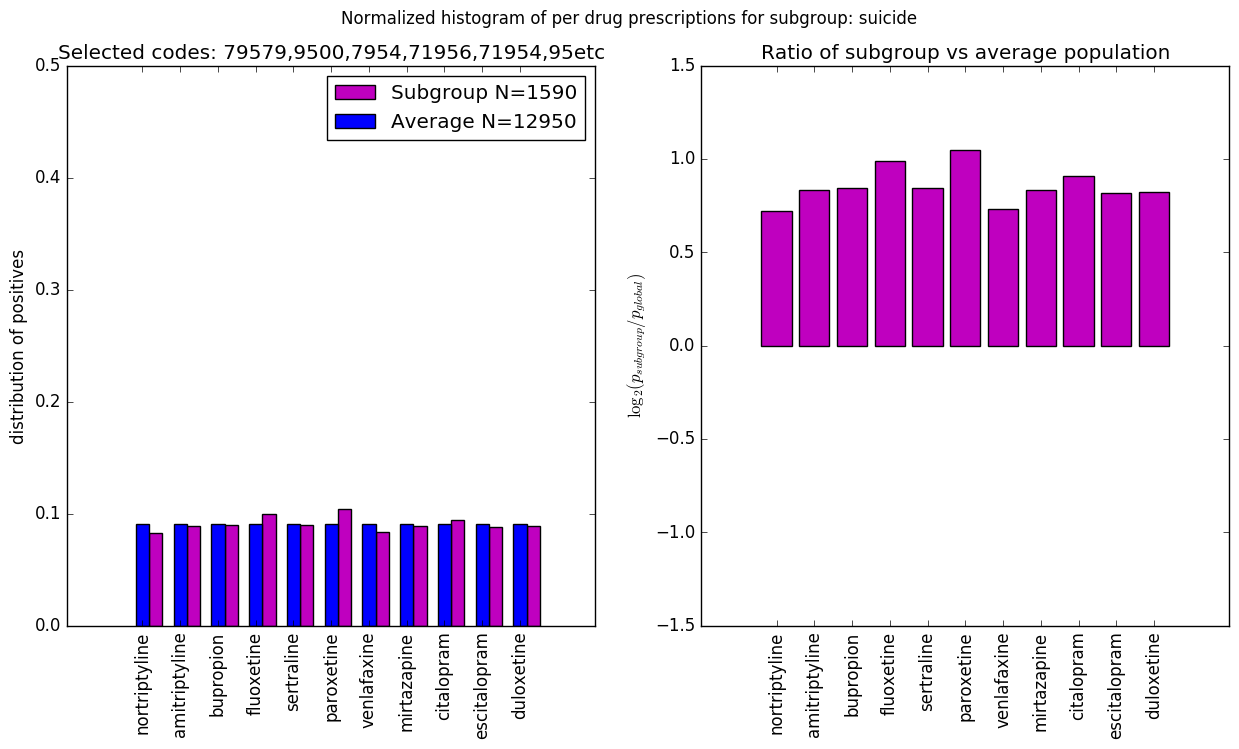 Normalized histogram of per drug prescriptions for subgroup: suicide
Selected codes: 79579,9500,7954,71956,71954,95etc
Subgroup N=1590
Average N=12950
distribution of positives
0.5
0.4
0.3
0.2
0.1
0.0
nortriptyline
amitriptyline
bupropion
fluoxetine
sertraline
paroxetine
venlafaxine
mirtazapine
citalopram
escitalopram
duloxetine
Ratio of subgroup vs average population
log₂(p_subgroup/p_global)
1.5
1.0
0.5
0.0
−0.5
−1.0
−1.5
nortriptyline
amitriptyline
bupropion
fluoxetine
sertraline
paroxetine
venlafaxine
mirtazapine
citalopram
escitalopram
duloxetine